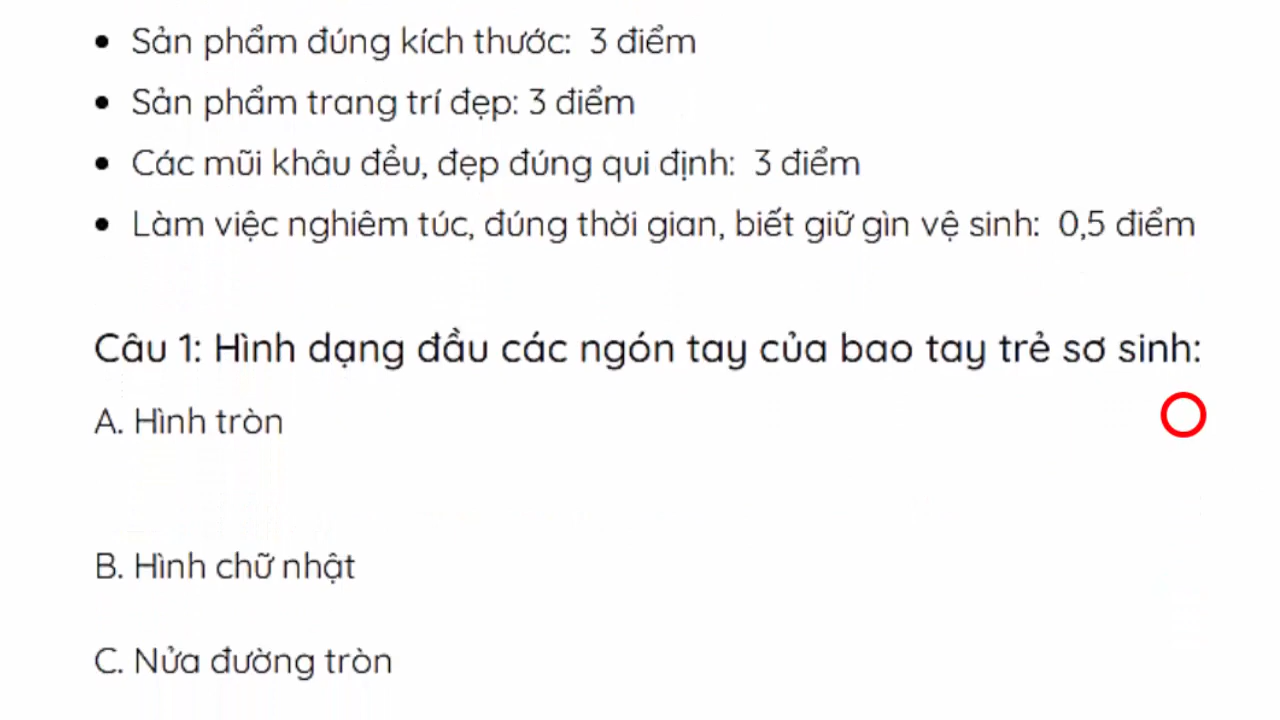 • Sản phẩm đúng kích thước: 3 điểm
• Sản phẩm trang trí đẹp: 3 điểm
• Các mũi khâu đều, đẹp đúng qui định: 3 điểm
• Làm việc nghiêm túc, đúng thời gian, biết giữ gìn vệ sinh: 0,5 điểm
Câu 1: Hình dạng đầu các ngón tay của bao tay trẻ sơ sinh:
A. Hình tròn
B. Hình chữ nhật
C. Nửa đường tròn